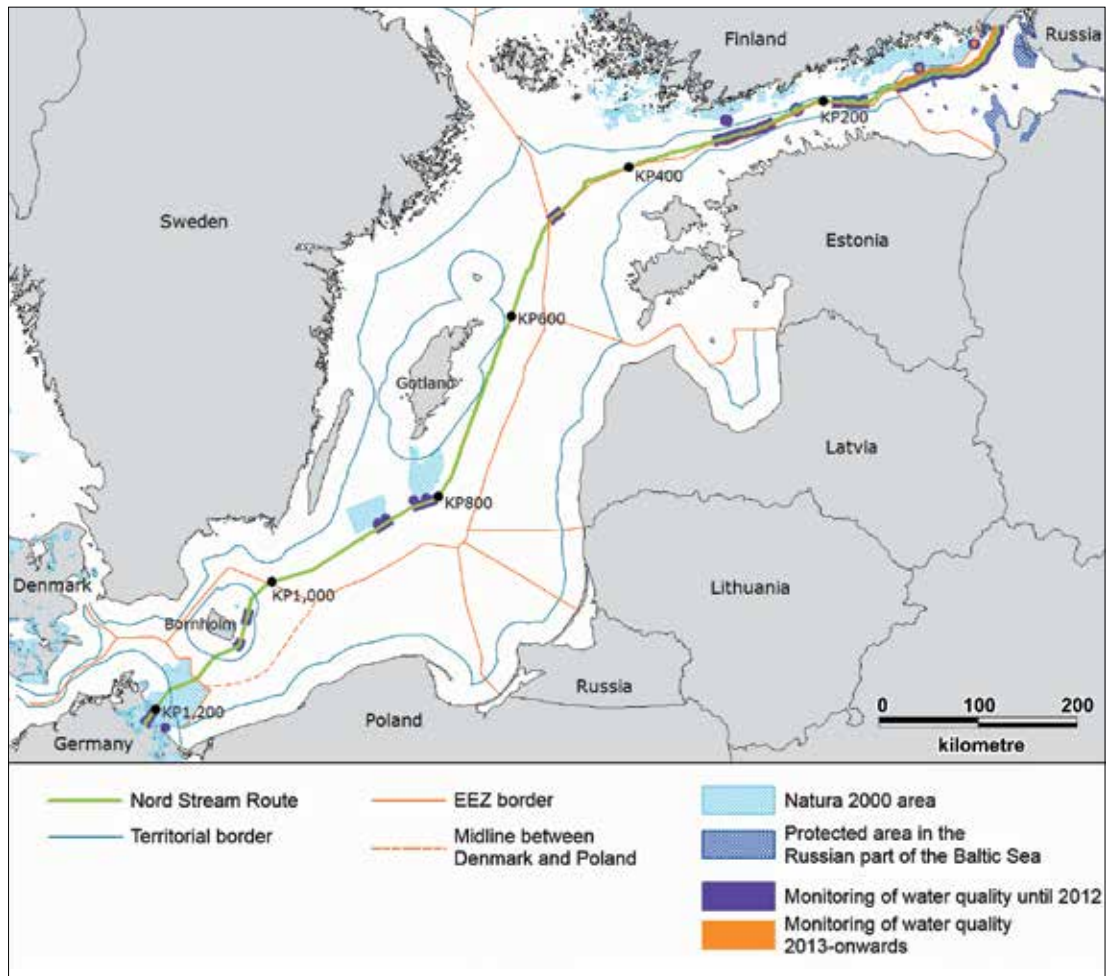 Finland
Russia
KP200
KP400
Sweden
Estonia
KP600
Gotland
Latvia
KP800
Denmark
KP1,000
Lithuania
Bornholm
Russia
KP1,200
Poland
Germany
0 100 200
kilometre
Nord Stream Route
EEZ border
Natura 2000 area
Territorial border
Midline between
Denmark and Poland
Protected area in the
Russian part of the Baltic Sea
Monitoring of water quality until 2012
Monitoring of water quality
2013-onwards